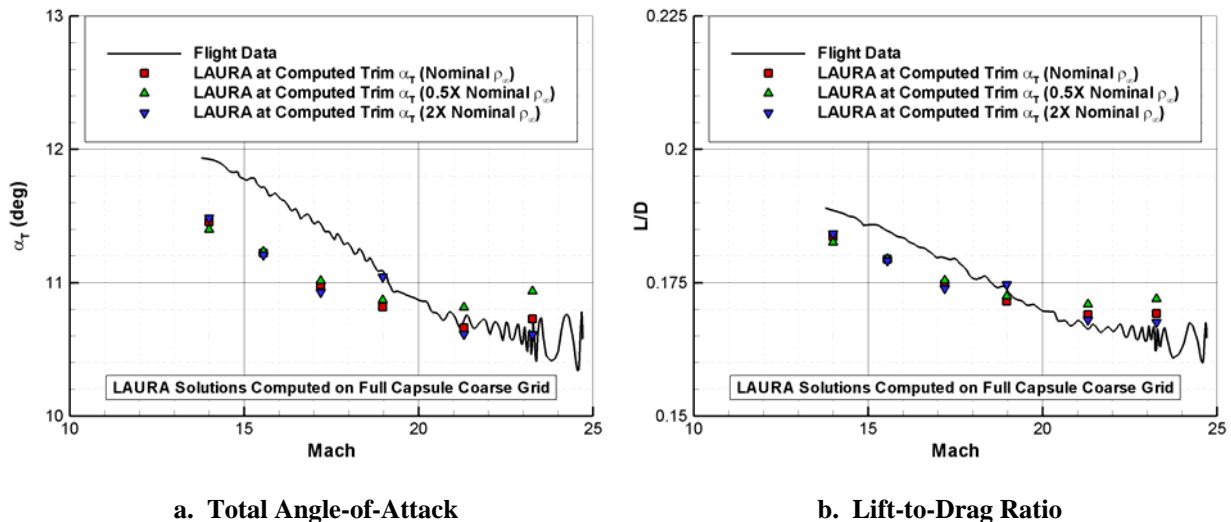 13
12
11
10
α_T (deg)
Flight Data
LAURA at Computed Trim α_T (Nominal ρ_∞)
LAURA at Computed Trim α_T (0.5X Nominal ρ_∞)
LAURA at Computed Trim α_T (2X Nominal ρ_∞)
LAURA Solutions Computed on Full Capsule Coarse Grid
10 15 20 25
Mach
a. Total Angle-of-Attack
0.225
0.2
0.175
0.15
L/D
Flight Data
LAURA at Computed Trim α_T (Nominal ρ_∞)
LAURA at Computed Trim α_T (0.5X Nominal ρ_∞)
LAURA at Computed Trim α_T (2X Nominal ρ_∞)
LAURA Solutions Computed on Full Capsule Coarse Grid
10 15 20 25
Mach
b. Lift-to-Drag Ratio